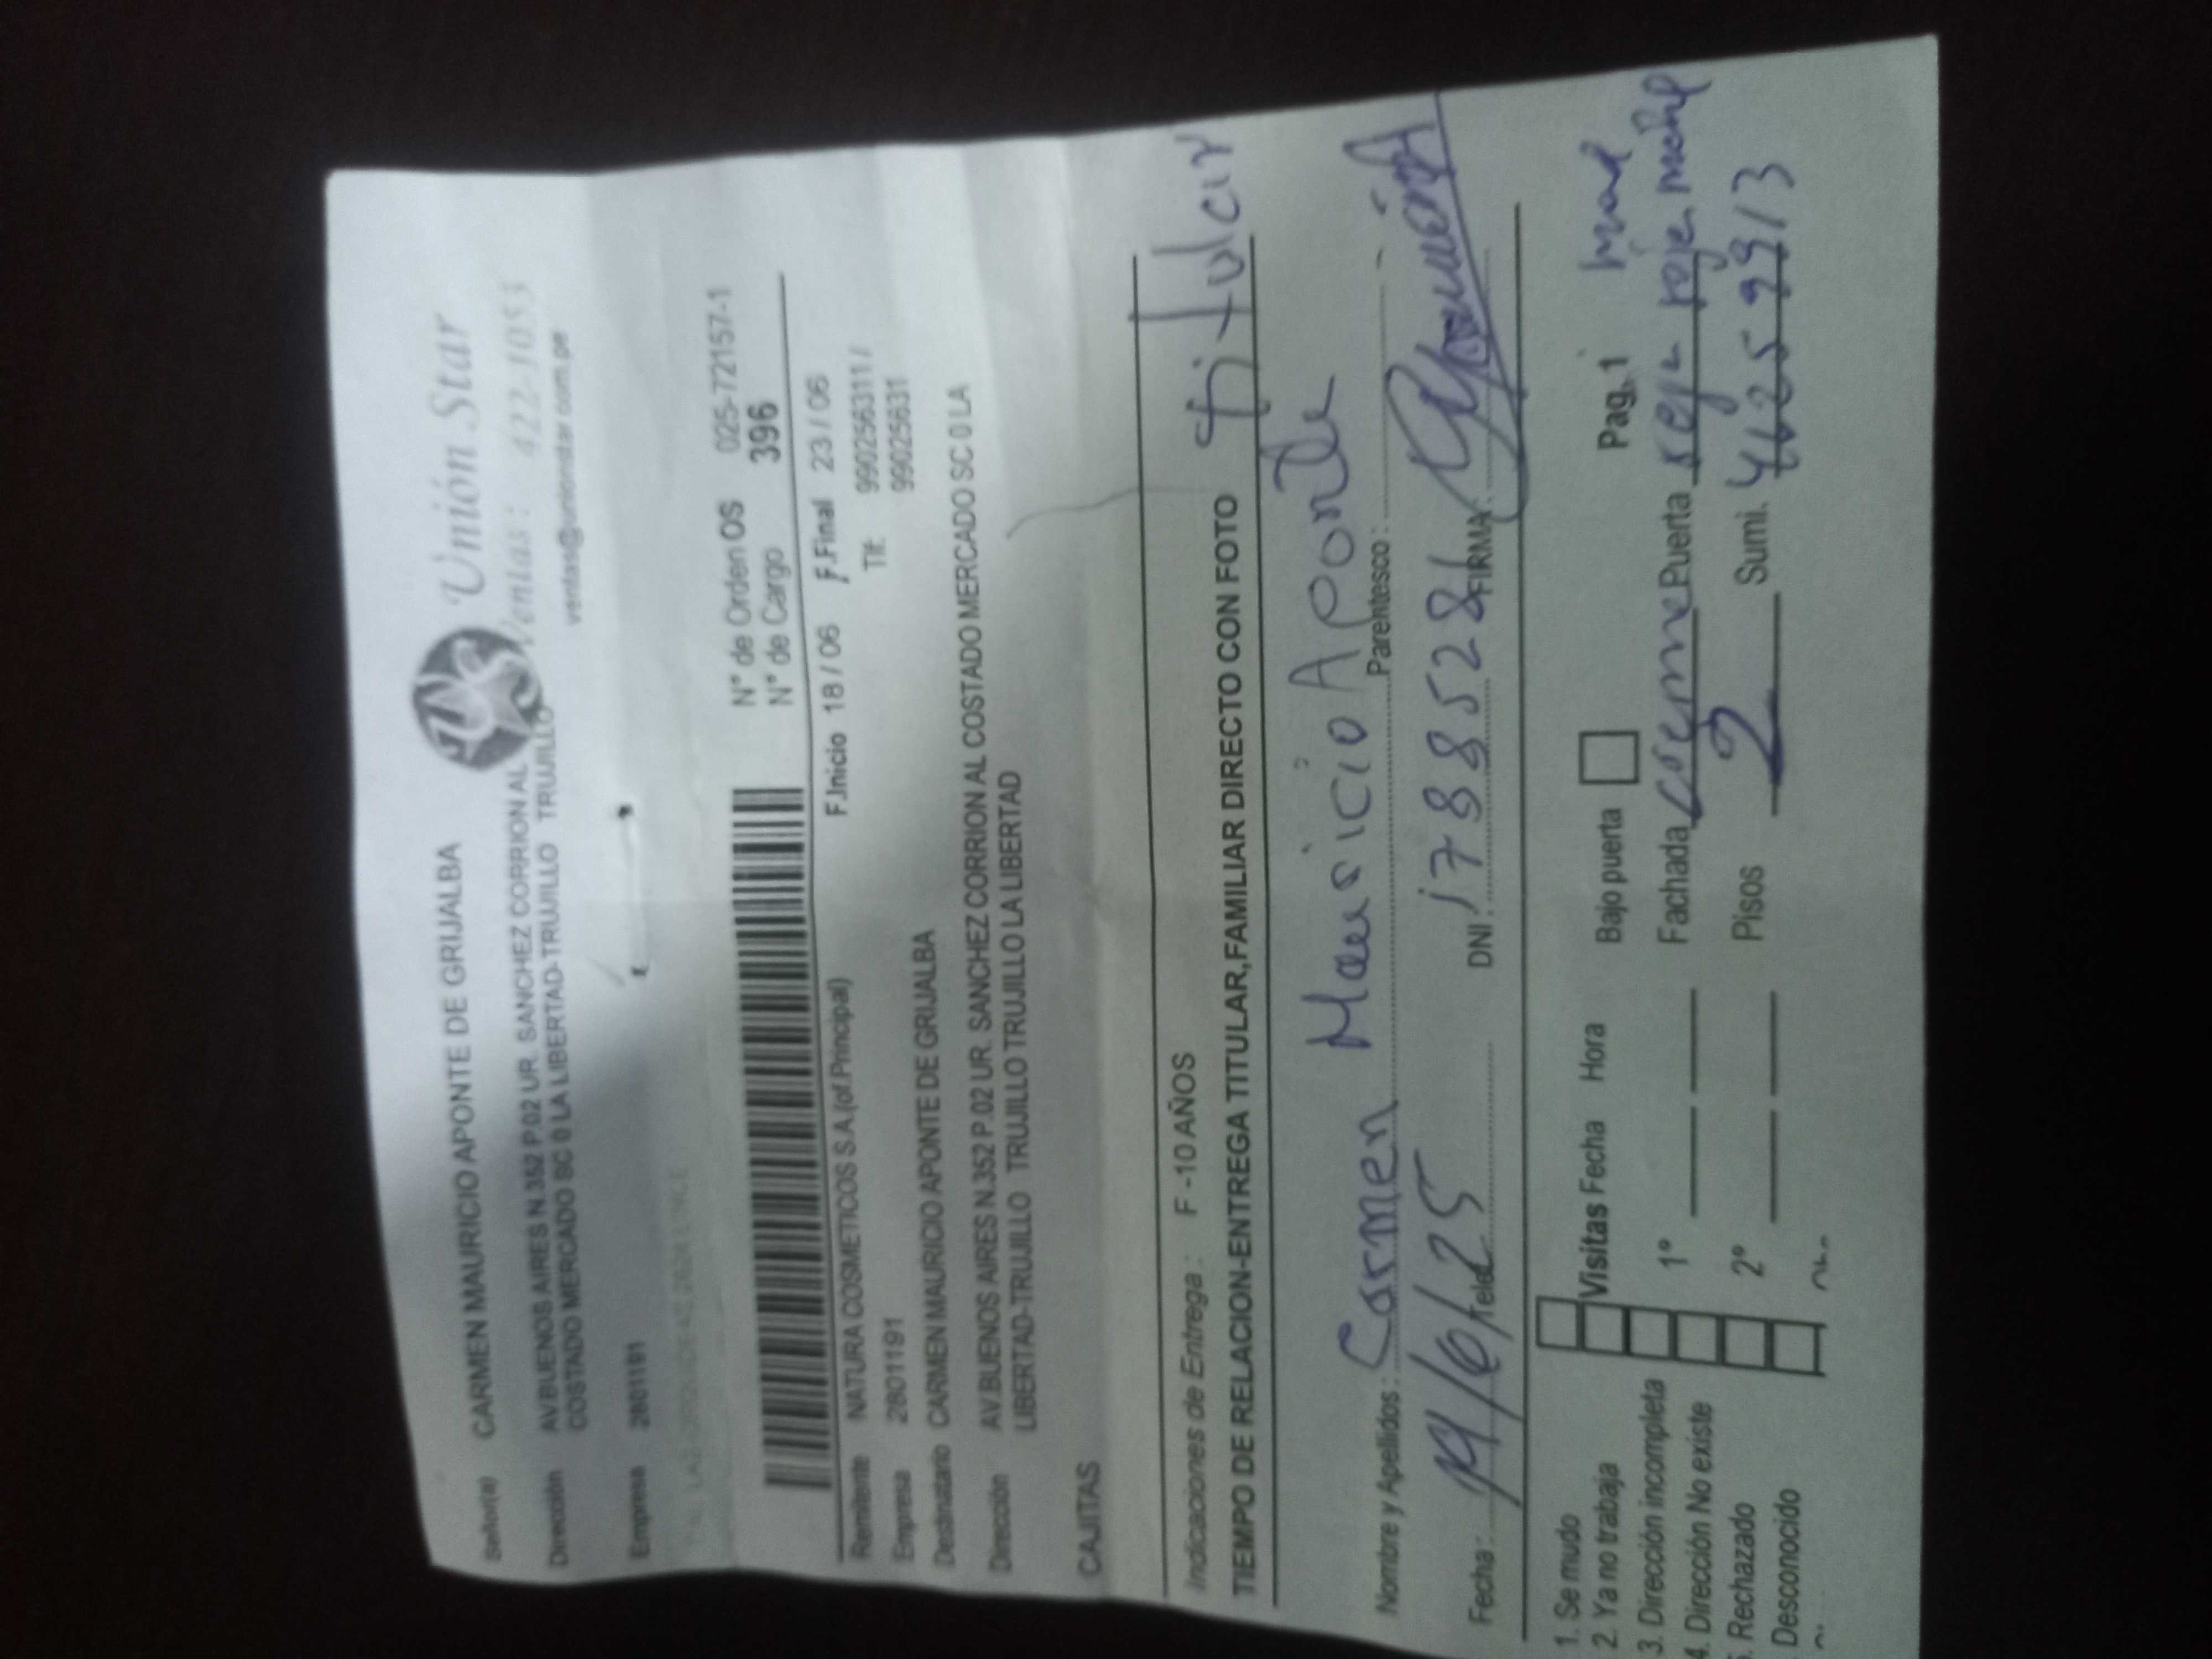 Señor(a) CARMEN MAURICIO APONTE DE GRIJALBA
Dirección AV.BUENOS AIRES N.352 P.02 UR. SANCHEZ CORRION AL
COSTADO MERCADO SC 0 LA LIBERTAD-TRUJILLO TRUJILLO TRUJILLO
Empresa 2801191
Unión Star
Ventas : 422-1053
ventas@unionstar.com.pe
N° de Orden OS 025-72157-1
N° de Cargo 396
F.Inicio 18 / 06 F.Final 23 / 06
Remitente NATURA COSMETICOS S.A.(of.Principal) Tlf: 9902563111 /
Empresa 2801191 990256311
Destinatario CARMEN MAURICIO APONTE DE GRIJALBA
Dirección AV.BUENOS AIRES N.352 P.02 UR. SANCHEZ CORRION AL COSTADO MERCADO SC 0 LA
LIBERTAD-TRUJILLO TRUJILLO TRUJILLO LA LIBERTAD
CAJITAS
Indicaciones de Entrega : F -10 AÑOS titular
TIEMPO DE RELACION-ENTREGA TITULAR,FAMILIAR DIRECTO CON FOTO
Nombre y Apellidos : Carmen Mauricio Aponte
Parentesco :
Fecha : 19/6/25 Telef. DNI : 17885281 FIRMA :
1. Se mudo
2. Ya no trabaja
3. Dirección incompleta
4. Dirección No existe
5. Rechazado
Desconocido
Visitas Fecha Hora
1º
2º
Bajo puerta Pag. 1
Fachada Puerta
Pisos 2 Sumi.